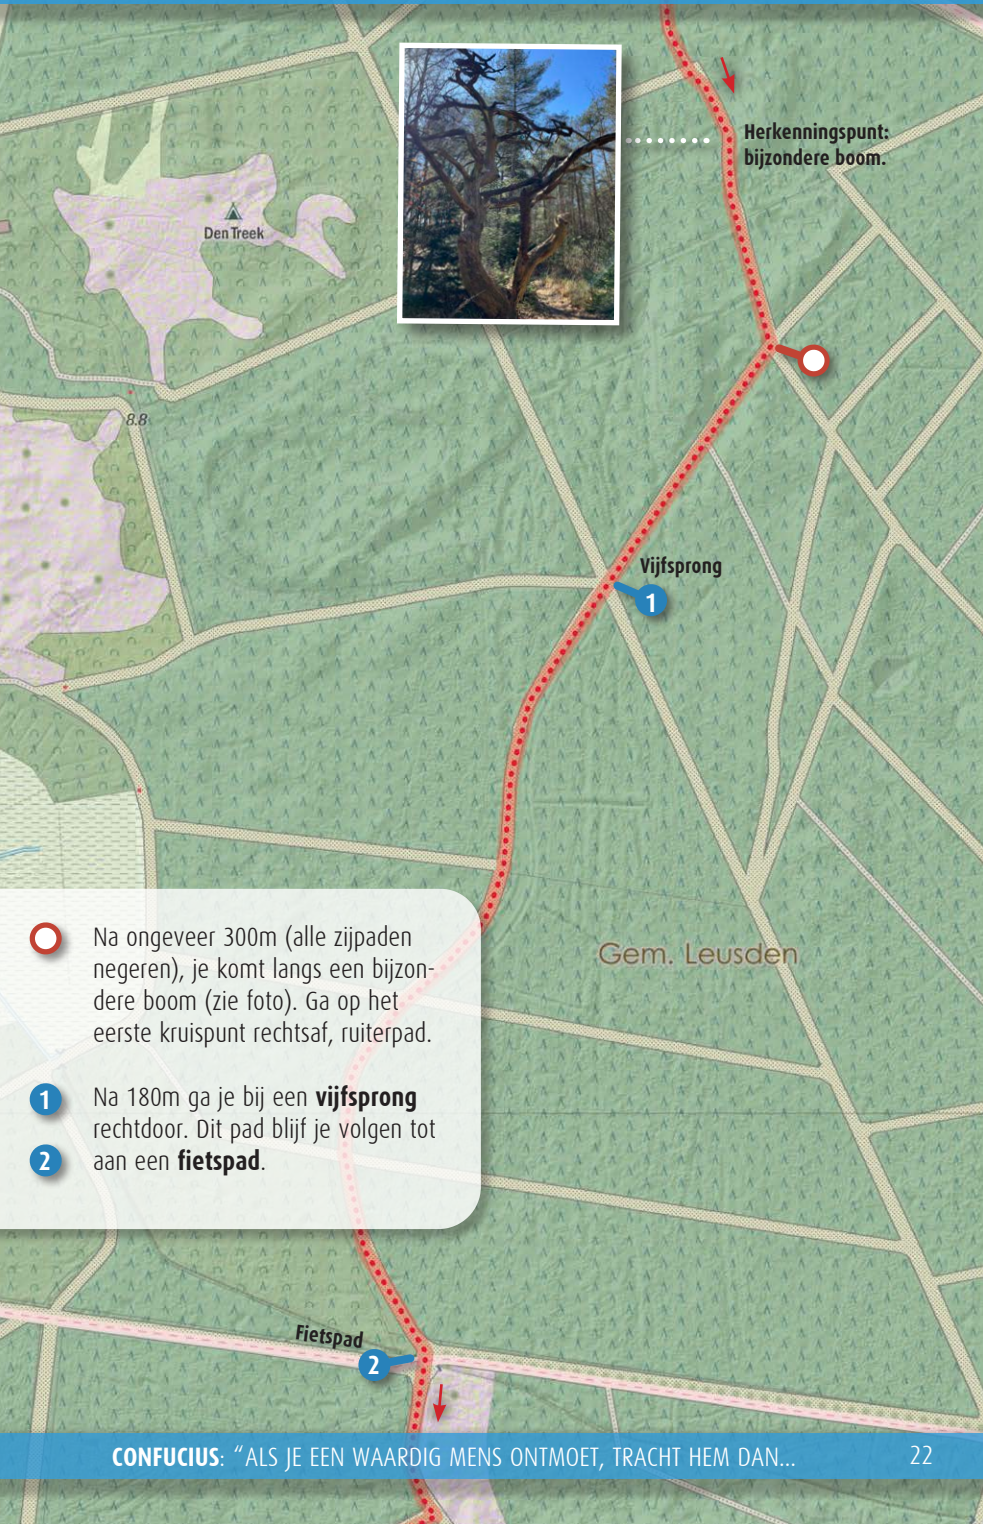 Herkenningspunt:
bijzondere boom.
Den Treek
8.8
Vijfsprong
1
Gem. Leusden
Na ongeveer 300m (alle zijpaden
negeren), je komt langs een bijzon-
dere boom (zie foto). Ga op het
eerste kruispunt rechtsaf, ruiterpad.
1 Na 180m ga je bij een vijfsprong
rechtdoor. Dit pad blijf je volgen tot
2 aan een fietspad.
Fietspad
2
CONFUCIUS: “ALS JE EEN WAARDIG MENS ONTMOET, TRACHT HEM DAN... 22